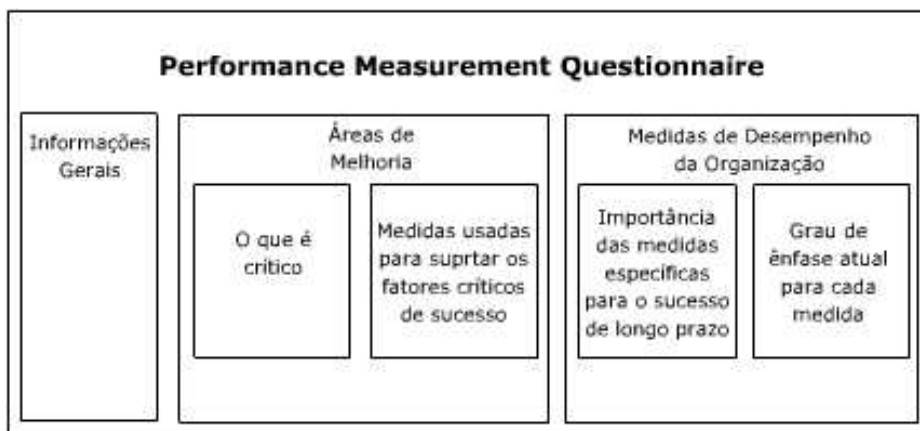 Performance Measurement Questionnaire
Informações
Gerais
Áreas de
Melhoria
O que é
crítico
Medidas usadas
para suprtar os
fatores críticos
de sucesso
Medidas de Desempenho
da Organização
Importância
das medidas
específicas
para o sucesso
de longo prazo
Grau de
ênfase atual
para cada
medida